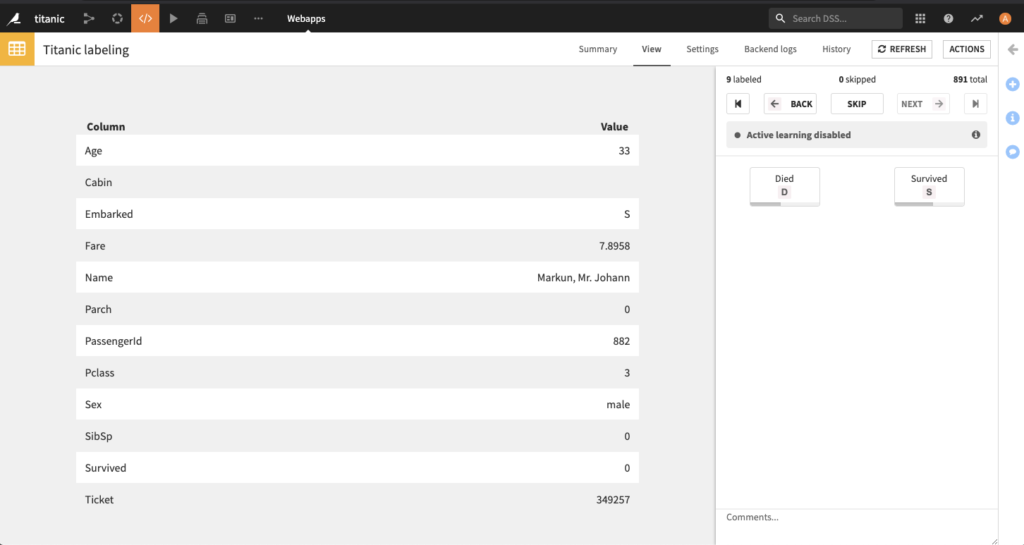 titanic Webapps Search DSS... A
Titanic labeling Summary View Settings Backend logs History REFRESH ACTIONS
9 labeled 0 skipped 891 total
BACK SKIP NEXT
Active learning disabled
Died Survived
D S
Column Value
Age 33
Cabin
Embarked S
Fare 7.8958
Name Markun, Mr. Johann
Parch 0
PassengerId 882
Pclass 3
Sex male
SibSp 0
Survived 0
Ticket 349257
Comments...